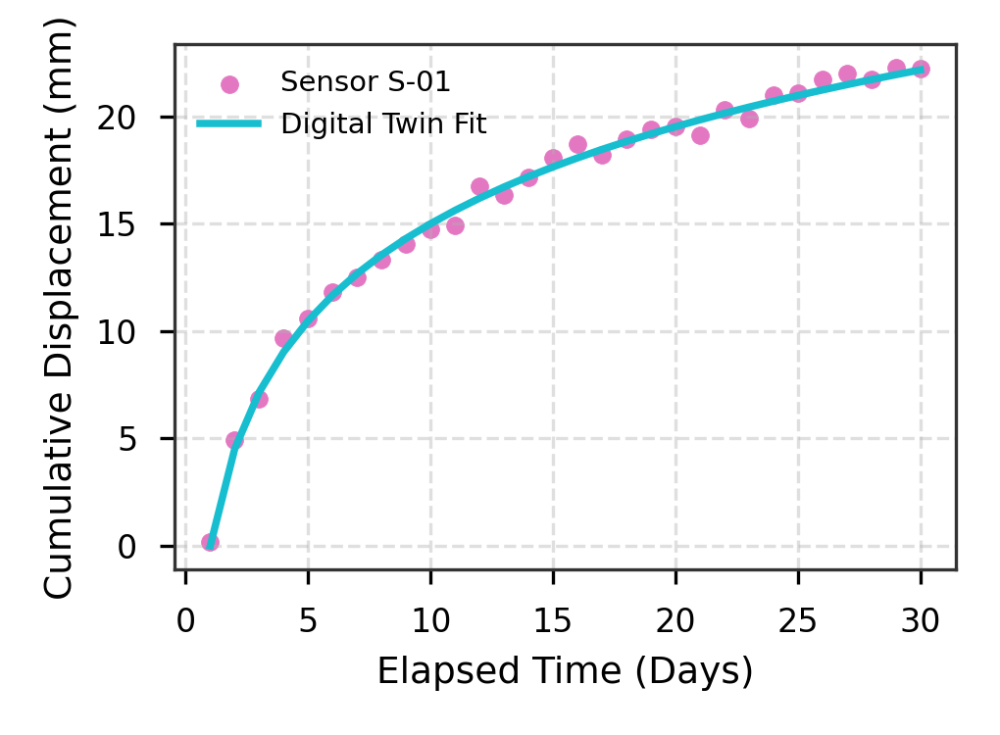 Cumulative Displacement (mm)
Sensor S-01
Digital Twin Fit
20
15
10
5
0
0 5 10 15 20 25 30
Elapsed Time (Days)